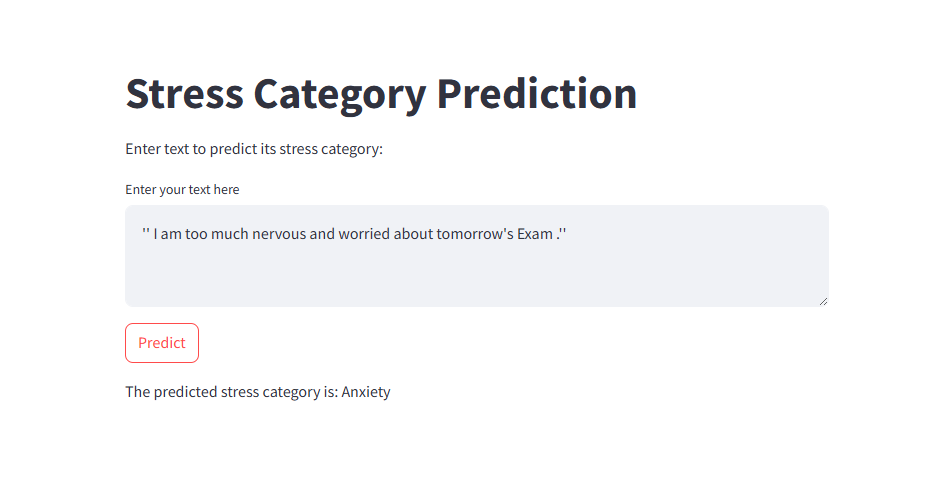 Stress Category Prediction
Enter text to predict its stress category:
Enter your text here
'' I am too much nervous and worried about tomorrow's Exam .''
Predict
The predicted stress category is: Anxiety